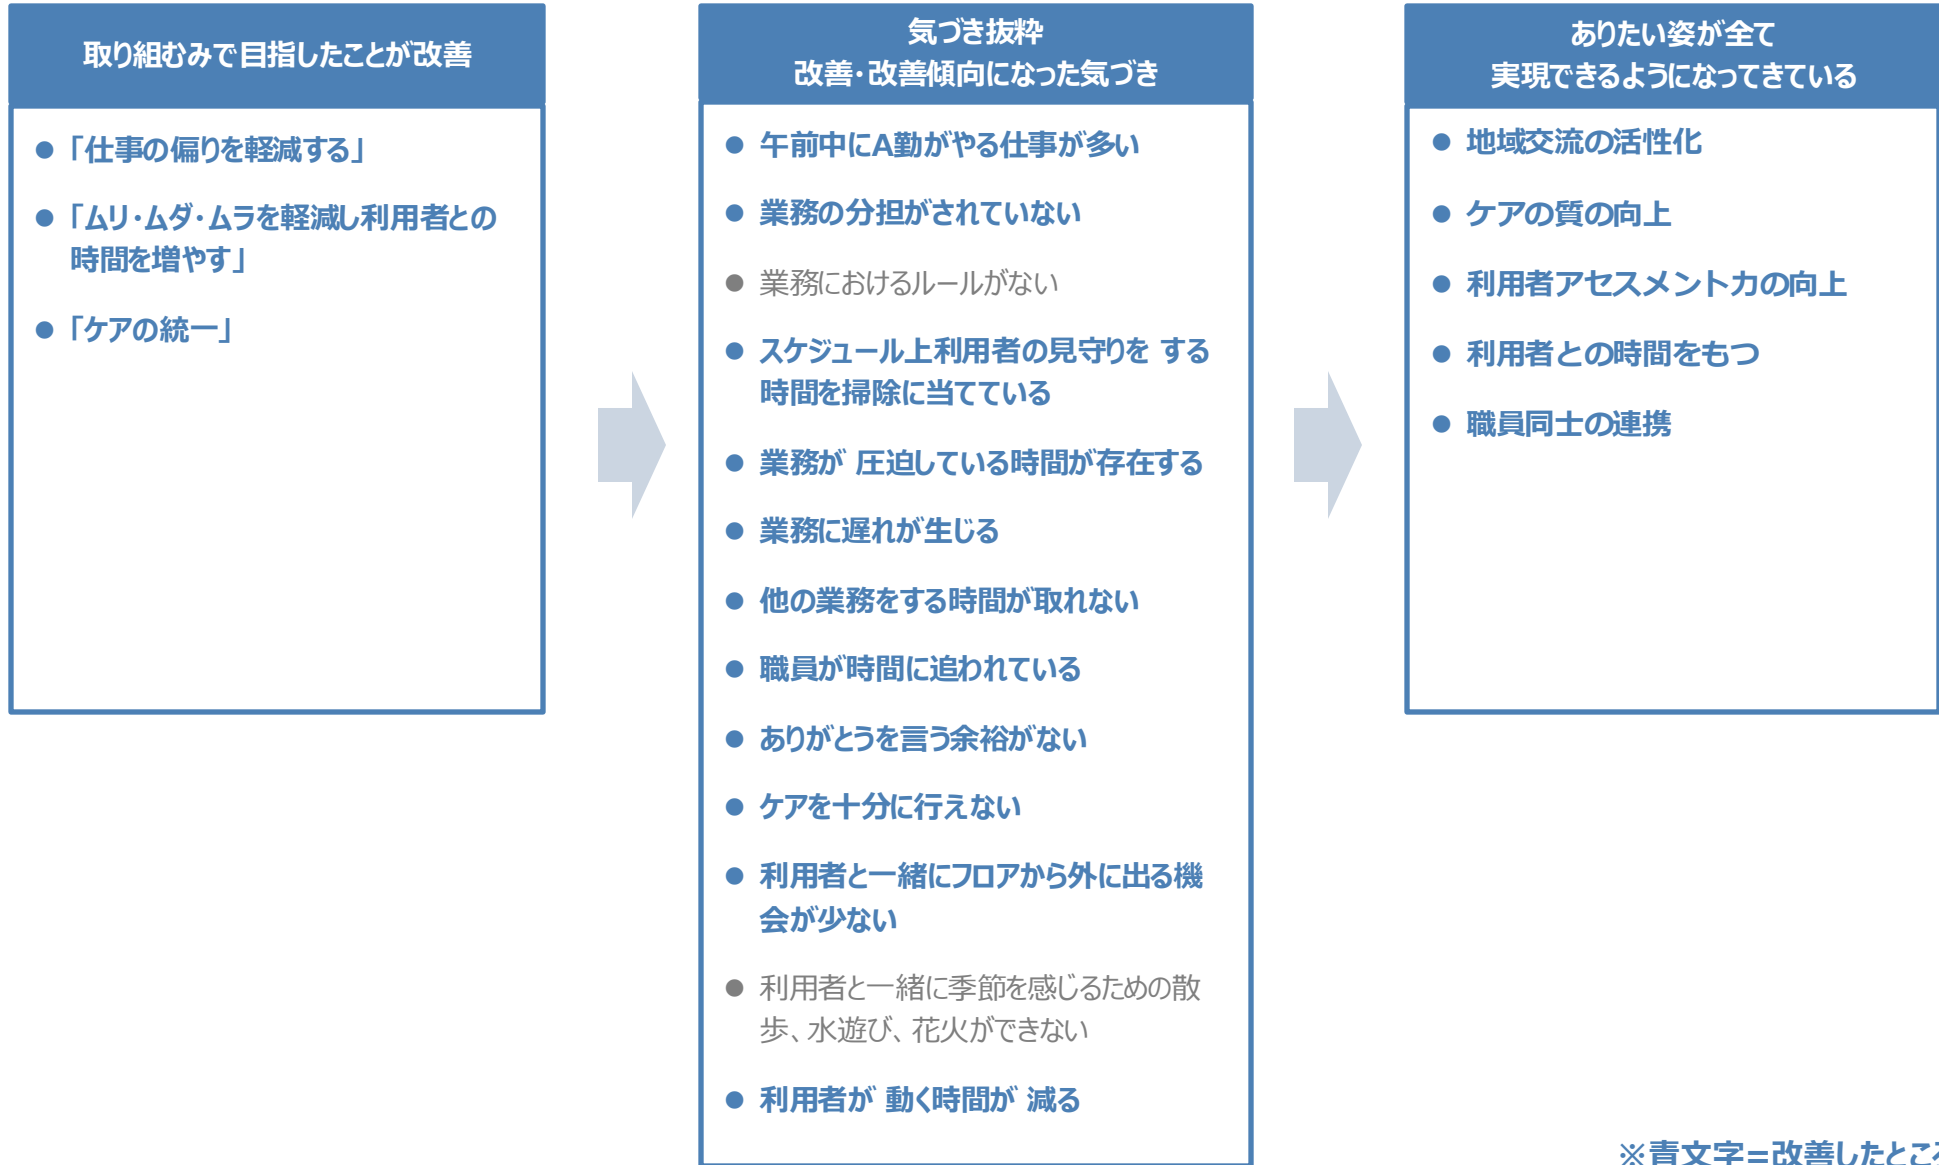 取り組むみで目指したことが改善
● 「仕事の偏りを軽減する」
● 「ムリ・ムダ・ムラを軽減し利用者との
時間を増やす」
● 「ケアの統一」
気づき抜粋
改善・改善傾向になった気づき
● 午前中にA勤がやる仕事が多い
● 業務の分担がされていない
● 業務におけるルールがない
● スケジュール上利用者の見守りを する
時間を掃除に当てている
● 業務が 圧迫している時間が存在する
● 業務に遅れが生じる
● 他の業務をする時間が取れない
● 職員が時間に追われている
● ありがとうを言う余裕がない
● ケアを十分に行えない
● 利用者と一緒にフロアから外に出る機
会が少ない
● 利用者と一緒に季節を感じるための散
歩、水遊び、花火ができない
● 利用者が 動く時間が 減る
ありたい姿が全て
実現できるようになってきている
● 地域交流の活性化
● ケアの質の向上
● 利用者アセスメント力の向上
● 利用者との時間をもつ
● 職員同士の連携
※青文字=改善したところ